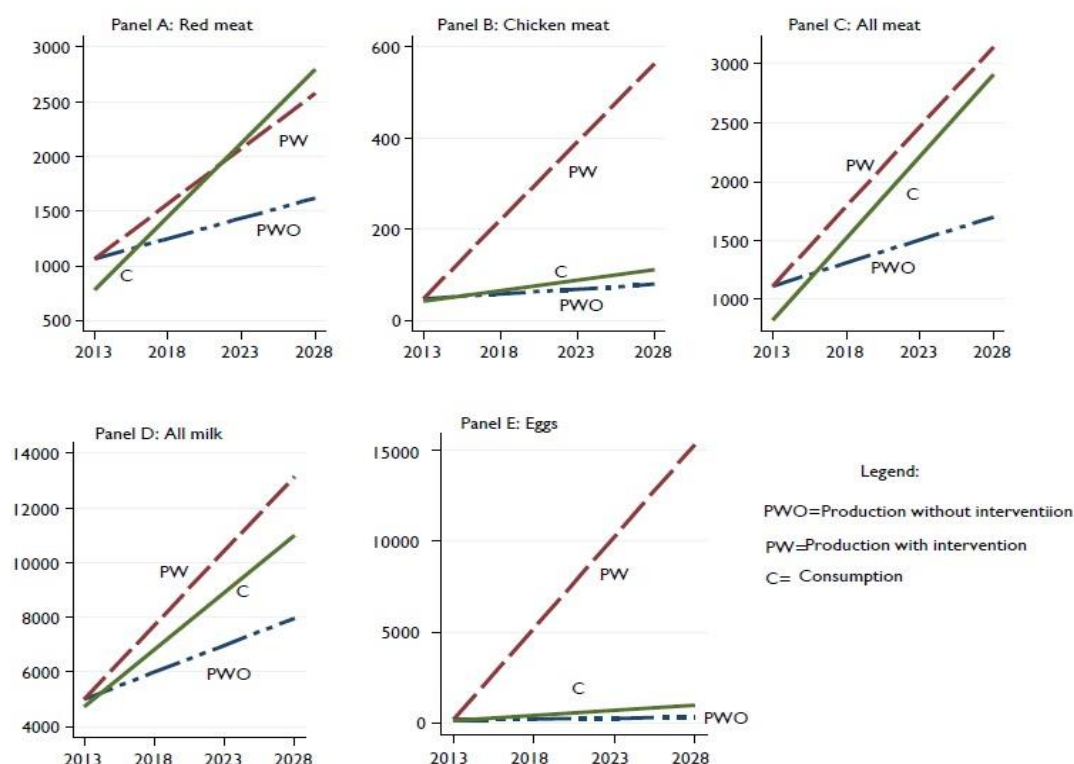 Panel A: Red meat
3000
2500
2000
1500
1000
500
PW
PWO
C
2013 2018 2023 2028
Panel B: Chicken meat
600
400
200
0
PW
C
PWO
2013 2018 2023 2028
Panel C: All meat
3000
2500
2000
1500
1000
PW
C
PWO
2013 2018 2023 2028
Panel D: All milk
14000
12000
10000
8000
6000
4000
PW
C
PWO
2013 2018 2023 2028
Panel E: Eggs
15000
10000
5000
0
PW
C
PWO
2013 2018 2023 2028
Legend:
PWO=Production without interventiion
PW=Production with intervention
C= Consumption